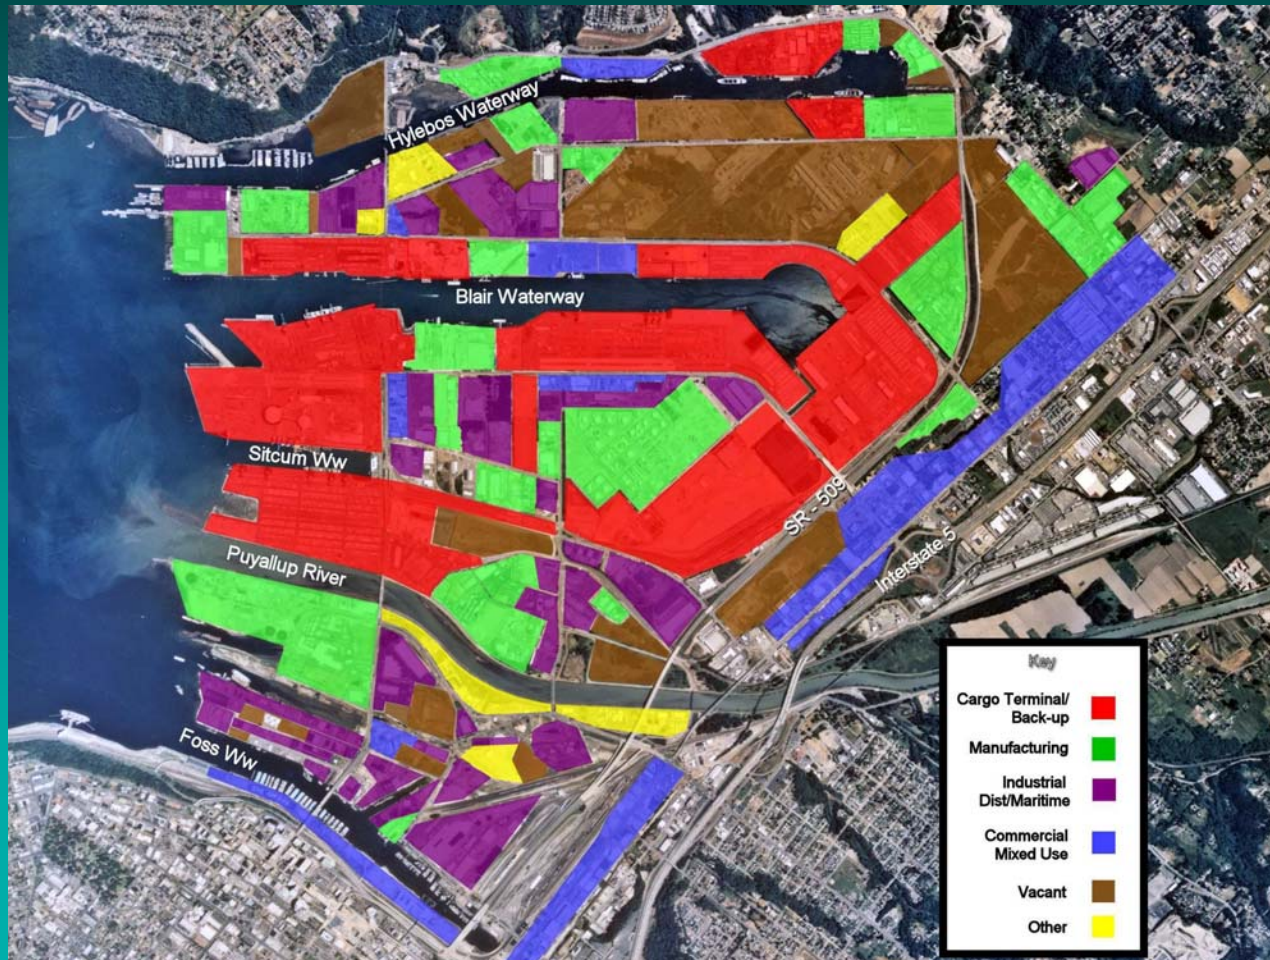 Hylebos Waterway
Blair Waterway
Sitcum Ww
SR - 509
Puyallup River
Interstate 5
Foss Ww
Key
Cargo Terminal/
Back-up
Manufacturing
Industrial
Dist/Maritime
Commercial
Mixed Use
Vacant
Other